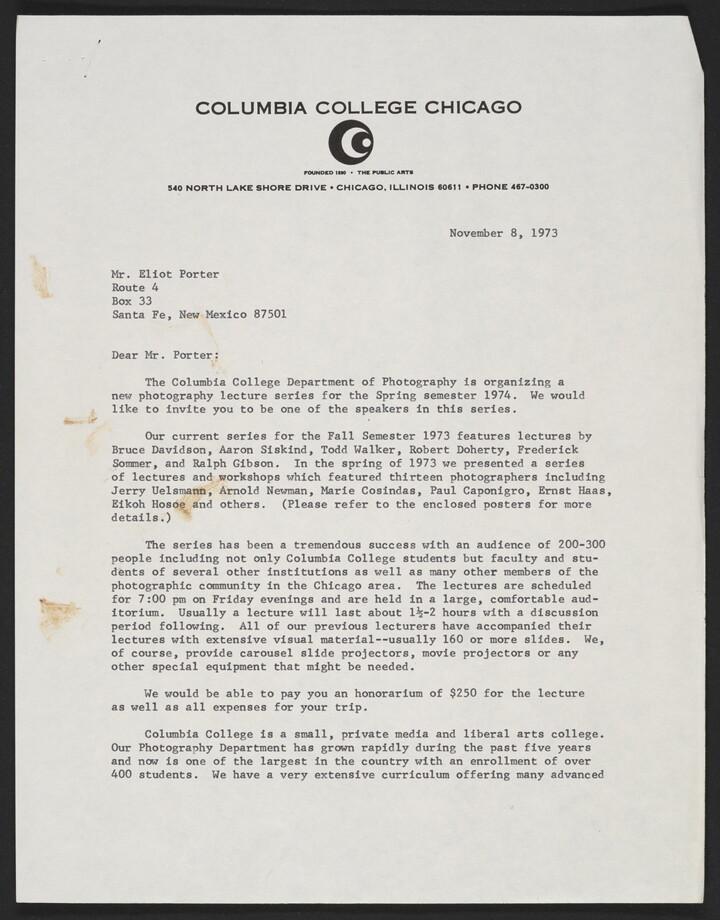 COLUMBIA COLLEGE CHICAGO
FOUNDED 1890 • THE PUBLIC ARTS
540 NORTH LAKE SHORE DRIVE • CHICAGO, ILLINOIS 60611 • PHONE 467-0300
November 8, 1973
Mr. Eliot Porter
Route 4
Box 33
Santa Fe, New Mexico 87501
Dear Mr. Porter:
The Columbia College Department of Photography is organizing a
new photography lecture series for the Spring semester 1974. We would
like to invite you to be one of the speakers in this series.
Our current series for the Fall Semester 1973 features lectures by
Bruce Davidson, Aaron Siskind, Todd Walker, Robert Doherty, Frederick
Sommer, and Ralph Gibson. In the spring of 1973 we presented a series
of lectures and workshops which featured thirteen photographers including
Jerry Uelsmann, Arnold Newman, Marie Cosindas, Paul Caponigro, Ernst Haas,
Eikoh Hosoe and others. (Please refer to the enclosed posters for more
details.)
The series has been a tremendous success with an audience of 200-300
people including not only Columbia College students but faculty and stu-
dents of several other institutions as well as many other members of the
photographic community in the Chicago area. The lectures are scheduled
for 7:00 pm on Friday evenings and are held in a large, comfortable aud-
itorium. Usually a lecture will last about 1½-2 hours with a discussion
period following. All of our previous lecturers have accompanied their
lectures with extensive visual material--usually 160 or more slides. We,
of course, provide carousel slide projectors, movie projectors or any
other special equipment that might be needed.
We would be able to pay you an honorarium of $250 for the lecture
as well as all expenses for your trip.
Columbia College is a small, private media and liberal arts college.
Our Photography Department has grown rapidly during the past five years
and now is one of the largest in the country with an enrollment of over
400 students. We have a very extensive curriculum offering many advanced